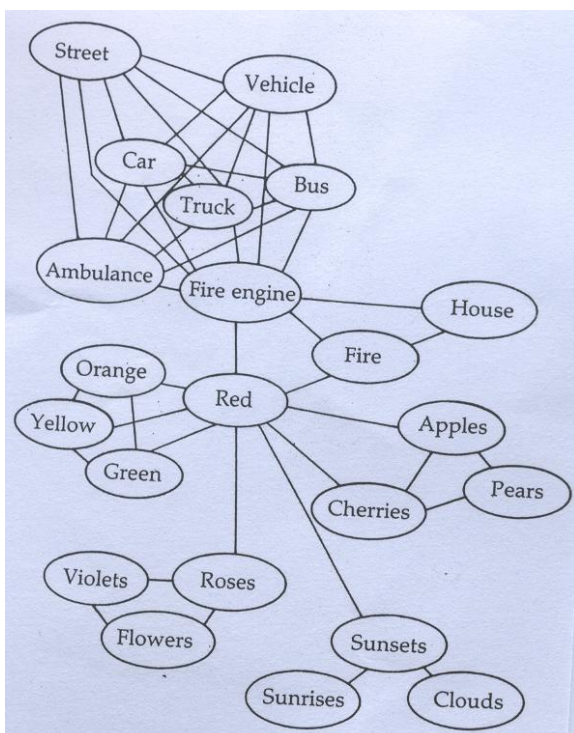 Street
Vehicle
Car
Bus
Truck
Ambulance
Fire engine
House
Fire
Orange
Red
Yellow
Apples
Green
Pears
Cherries
Violets
Roses
Flowers
Sunsets
Sunrises
Clouds